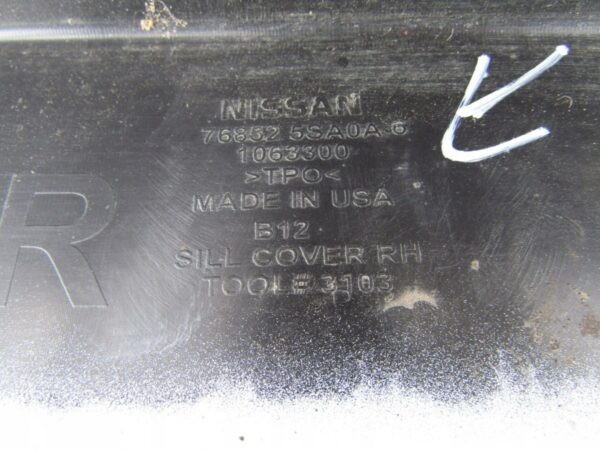 NISSAN
76852 5SA0A 6
1063300
>TPO<
MADE IN USA
B12
SILL COVER RH
TOOL# 3103
R